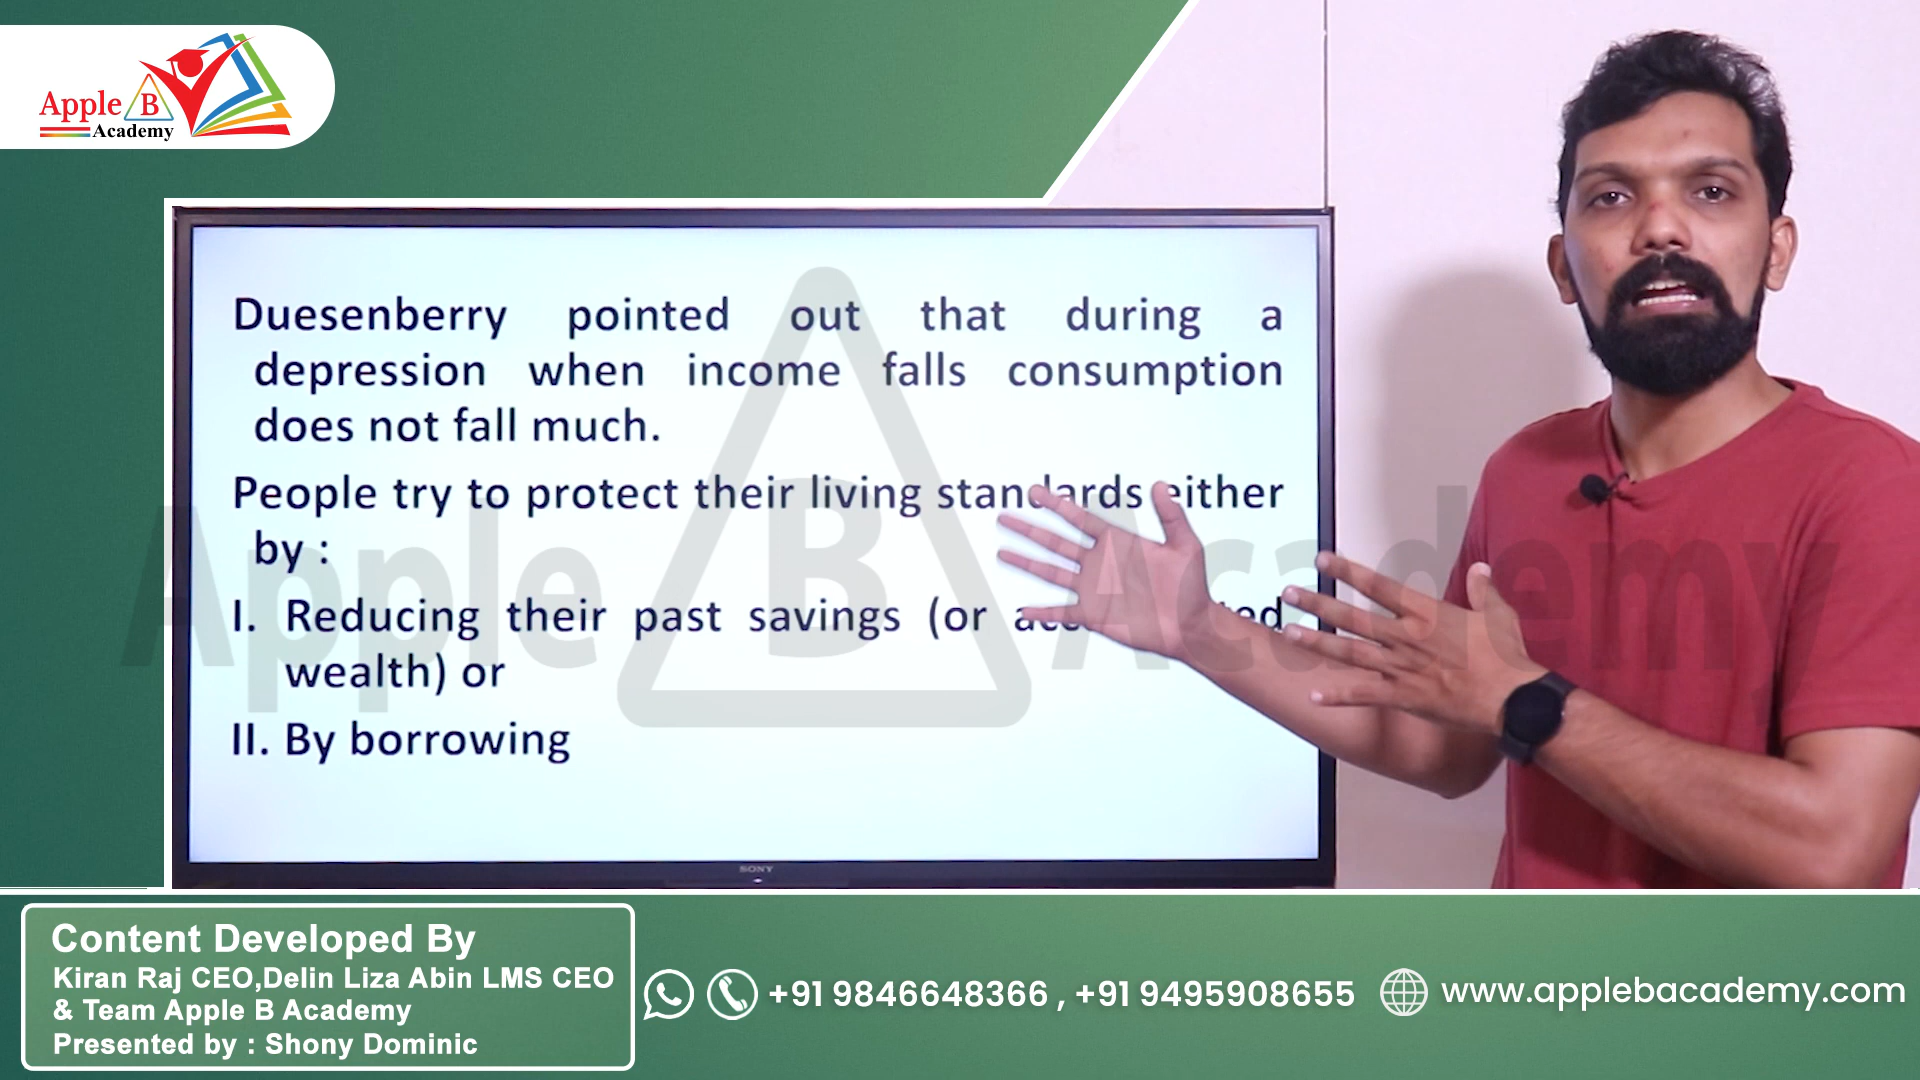 Apple B
Academy
Duesenberry pointed out that during a
depression when income falls consumption
does not fall much.
People try to protect their living standards either
by :
I. Reducing their past savings (or
wealth) or
II. By borrowing
Apple B Academy
SONY
Content Developed By
Kiran Raj CEO,Delin Liza Abin LMS CEO
& Team Apple B Academy
Presented by : Shony Dominic
+91 9846648366 , +91 9495908655
www.applebacademy.com